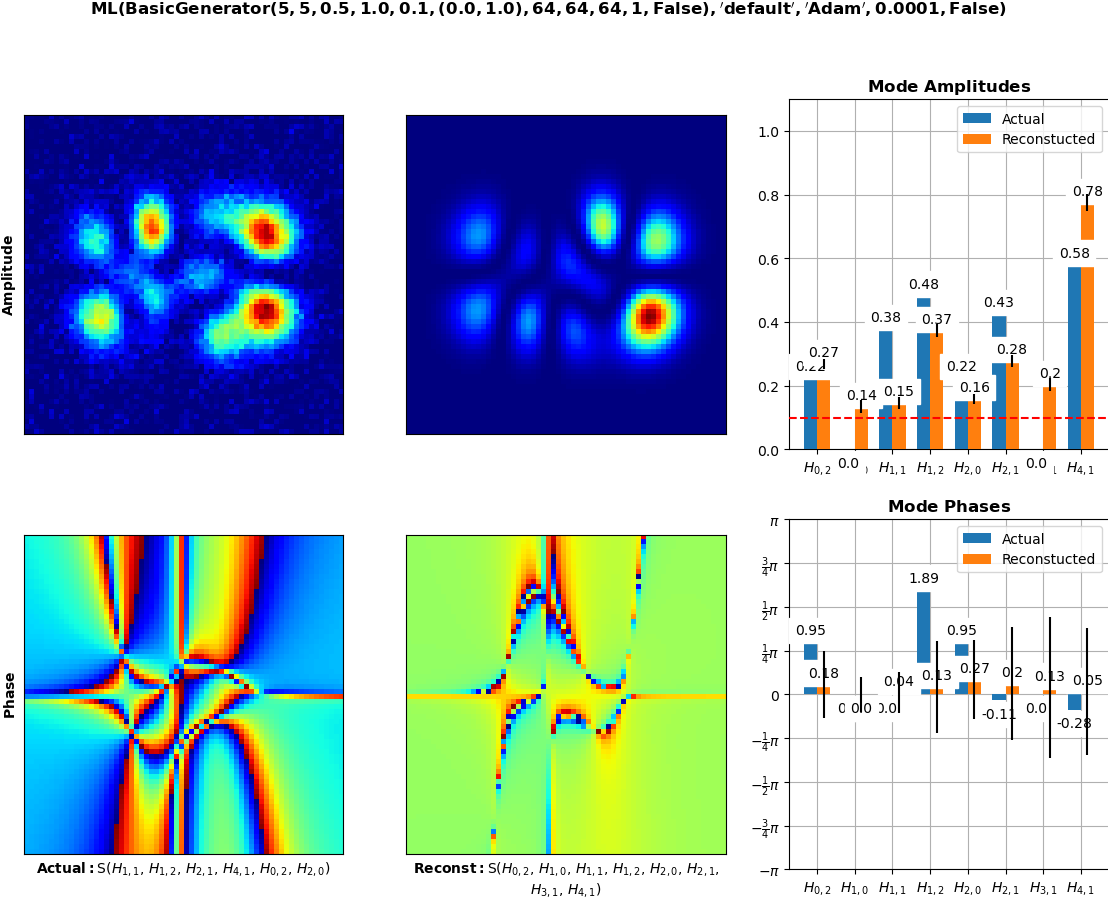 ML(BasicGenerator(5, 5, 0.5, 1.0, 0.1, (0.0, 1.0), 64, 64, 64, 1, False), ′default′, ′Adam′, 0.0001, False)
Amplitude
Mode Amplitudes
Actual
Reconstucted
1.0
0.8
0.6
0.4
0.2
0.0
0.22
0.27
0.0
0.14
0.38
0.15
0.48
0.37
0.22
0.16
0.43
0.28
0.0
0.2
0.58
0.78
H0,2 H1,1 H1,2 H2,0 H2,1 H4,1
Phase
Mode Phases
Actual
Reconstucted
π
3/4π
1/2π
1/4π
0
−1/4π
−1/2π
−3/4π
−π
0.95
0.18
0.0
0.04
1.89
0.13
0.95
0.27
-0.11
0.2
0.0
0.13
-0.28
0.05
H0,2 H1,0 H1,1 H1,2 H2,0 H2,1 H3,1 H4,1
Actual: S(H1,1, H1,2, H2,1, H4,1, H0,2, H2,0)
Reconst: S(H0,2, H1,0, H1,1, H1,2, H2,0, H2,1,
H3,1, H4,1)